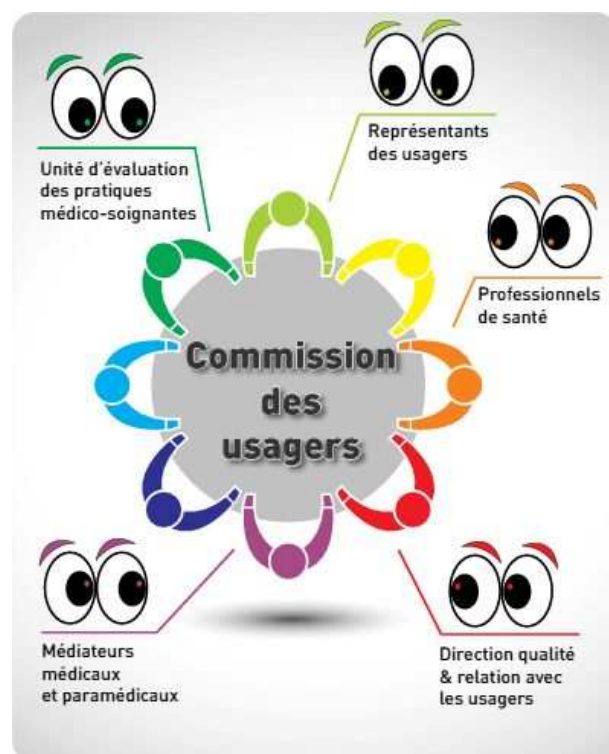 Représentants
des usagers
Unité d'évaluation
des pratiques
médico-soignantes
Professionnels
de santé
Commission
des
usagers
Médiateurs
médicaux
et paramédicaux
Direction qualité
& relation avec
les usagers